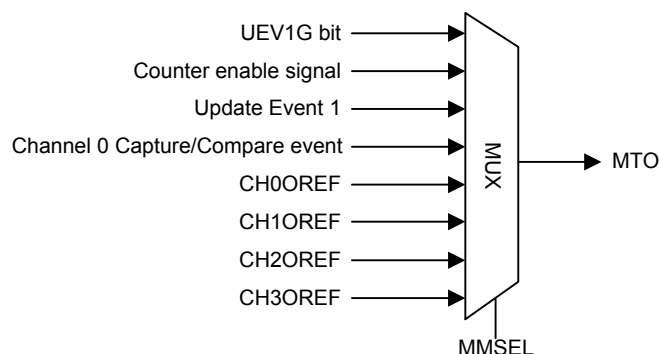 UEV1G bit
Counter enable signal
Update Event 1
Channel 0 Capture/Compare event
CH0OREF
CH1OREF
CH2OREF
CH3OREF
MUX
MTO
MMSEL